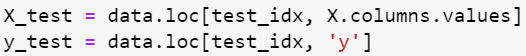 X_test = data.loc[test_idx, X.columns.values]
y_test = data.loc[test_idx, 'y']